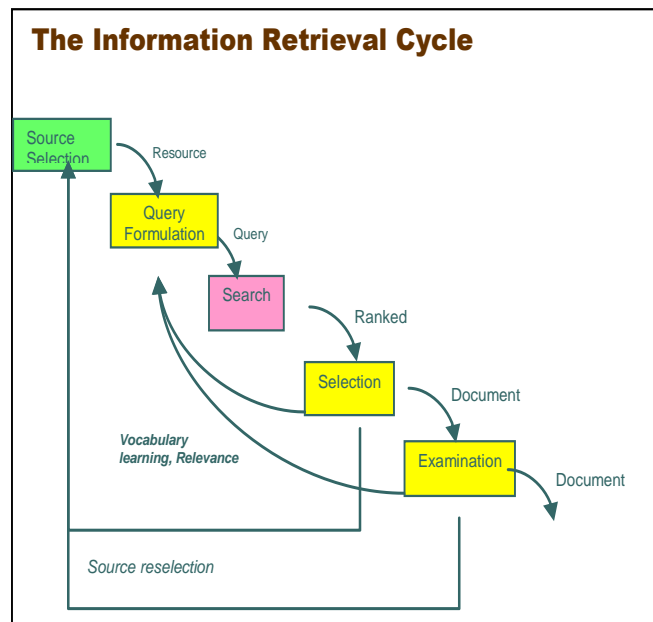 The Information Retrieval Cycle
Source
Selection
Resource
Query
Formulation
Query
Search
Ranked
Selection
Document
Vocabulary
learning, Relevance
Examination
Document
Source reselection